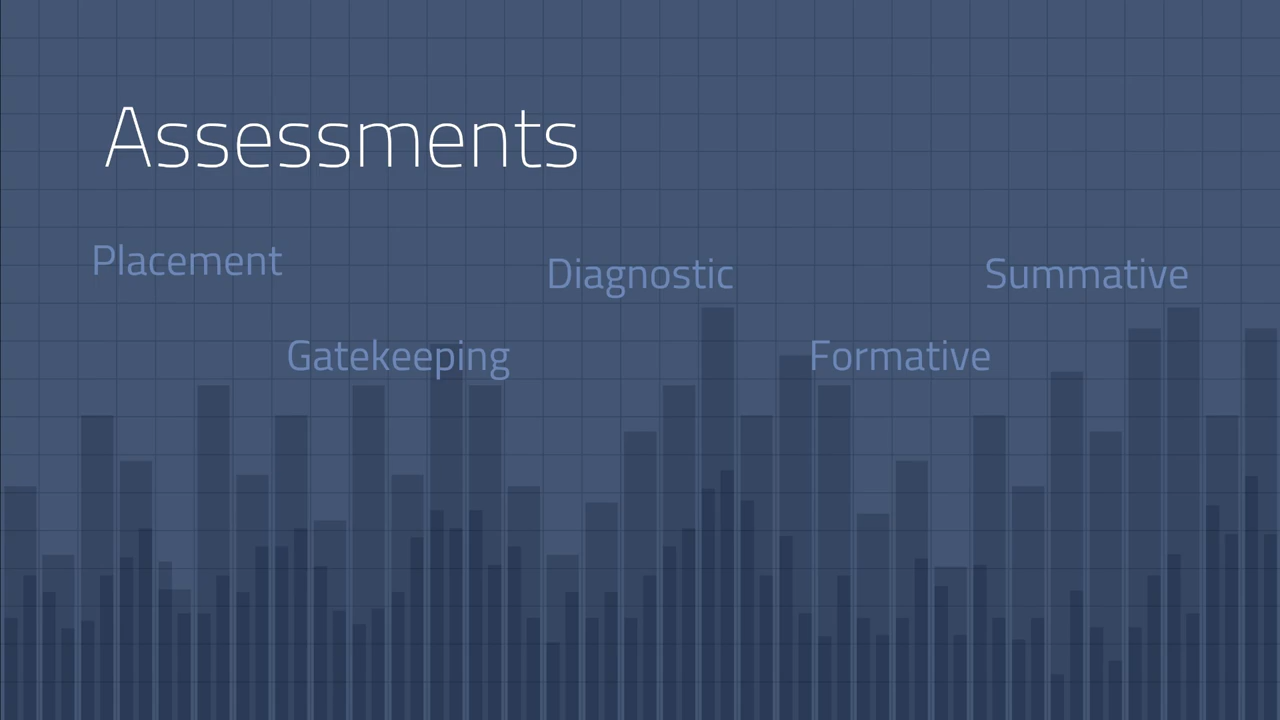 Assessments
Placement
Gatekeeping
Diagnostic
Formative
Summative